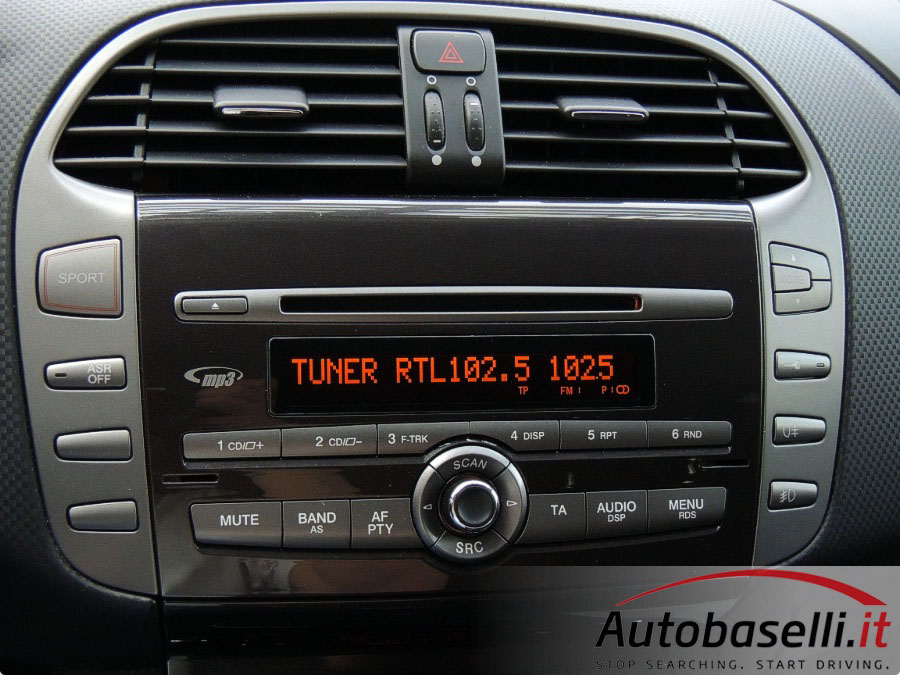 SPORT
ASR
OFF
mp3
TUNER RTL102.5 102.5
TP FM I P:
1 CD/+ 2 CD/- 3 F-TRK 4 DISP 5 RPT 6 RND
SCAN
MUTE BAND AS AF PTY TA AUDIO DSP MENU RDS
SRC
Autobaselli.it
STOP SEARCHING. START DRIVING.